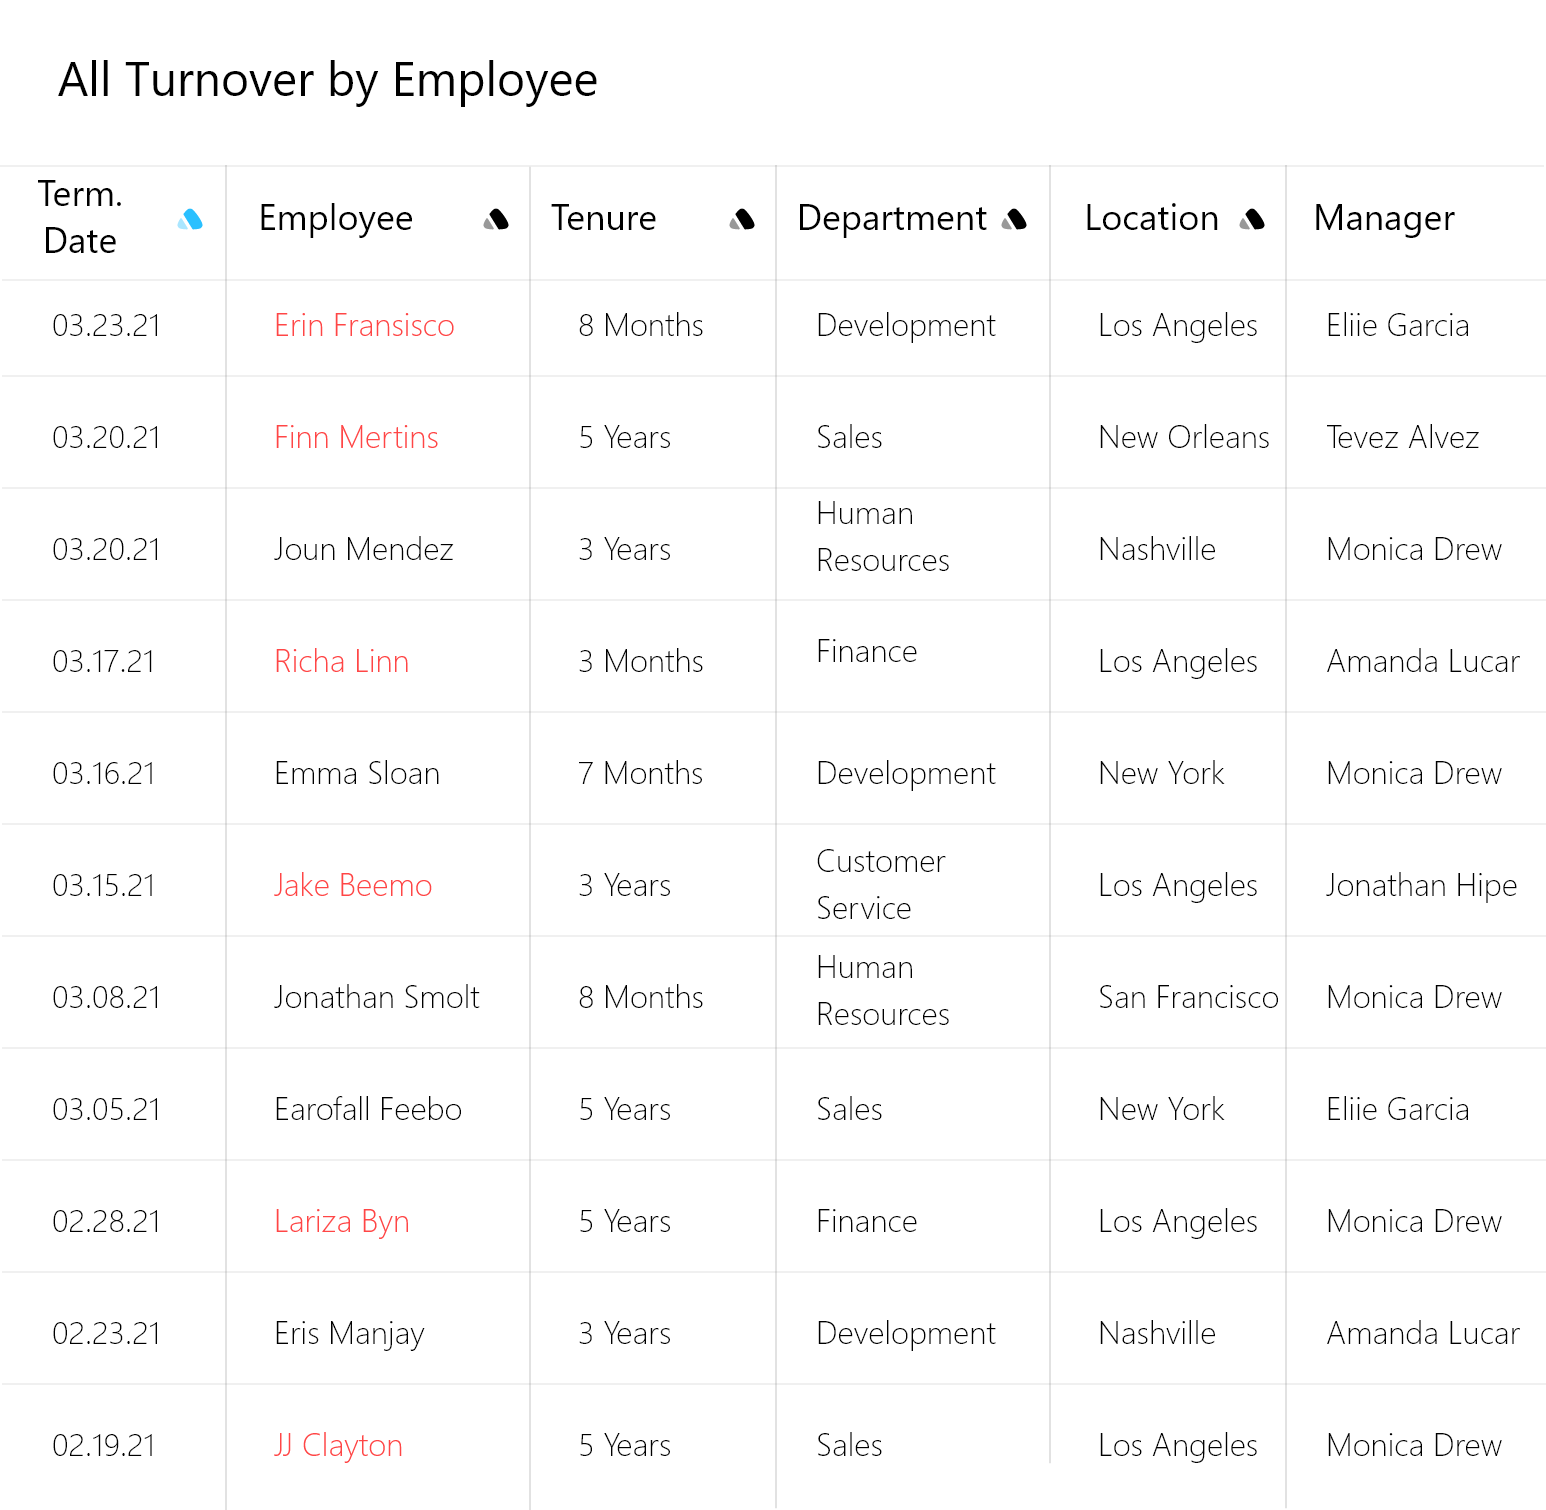 All Turnover by Employee
Term. Date Employee Tenure Department Location Manager
03.23.21 Erin Fransisco 8 Months Development Los Angeles Eliie Garcia
03.20.21 Finn Mertins 5 Years Sales New Orleans Tevez Alvez
03.20.21 Joun Mendez 3 Years Human Resources Nashville Monica Drew
03.17.21 Richa Linn 3 Months Finance Los Angeles Amanda Lucar
03.16.21 Emma Sloan 7 Months Development New York Monica Drew
03.15.21 Jake Beemo 3 Years Customer Service Los Angeles Jonathan Hipe
03.08.21 Jonathan Smolt 8 Months Human Resources San Francisco Monica Drew
03.05.21 Earofall Feebo 5 Years Sales New York Eliie Garcia
02.28.21 Lariza Byn 5 Years Finance Los Angeles Monica Drew
02.23.21 Eris Manjay 3 Years Development Nashville Amanda Lucar
02.19.21 JJ Clayton 5 Years Sales Los Angeles Monica Drew